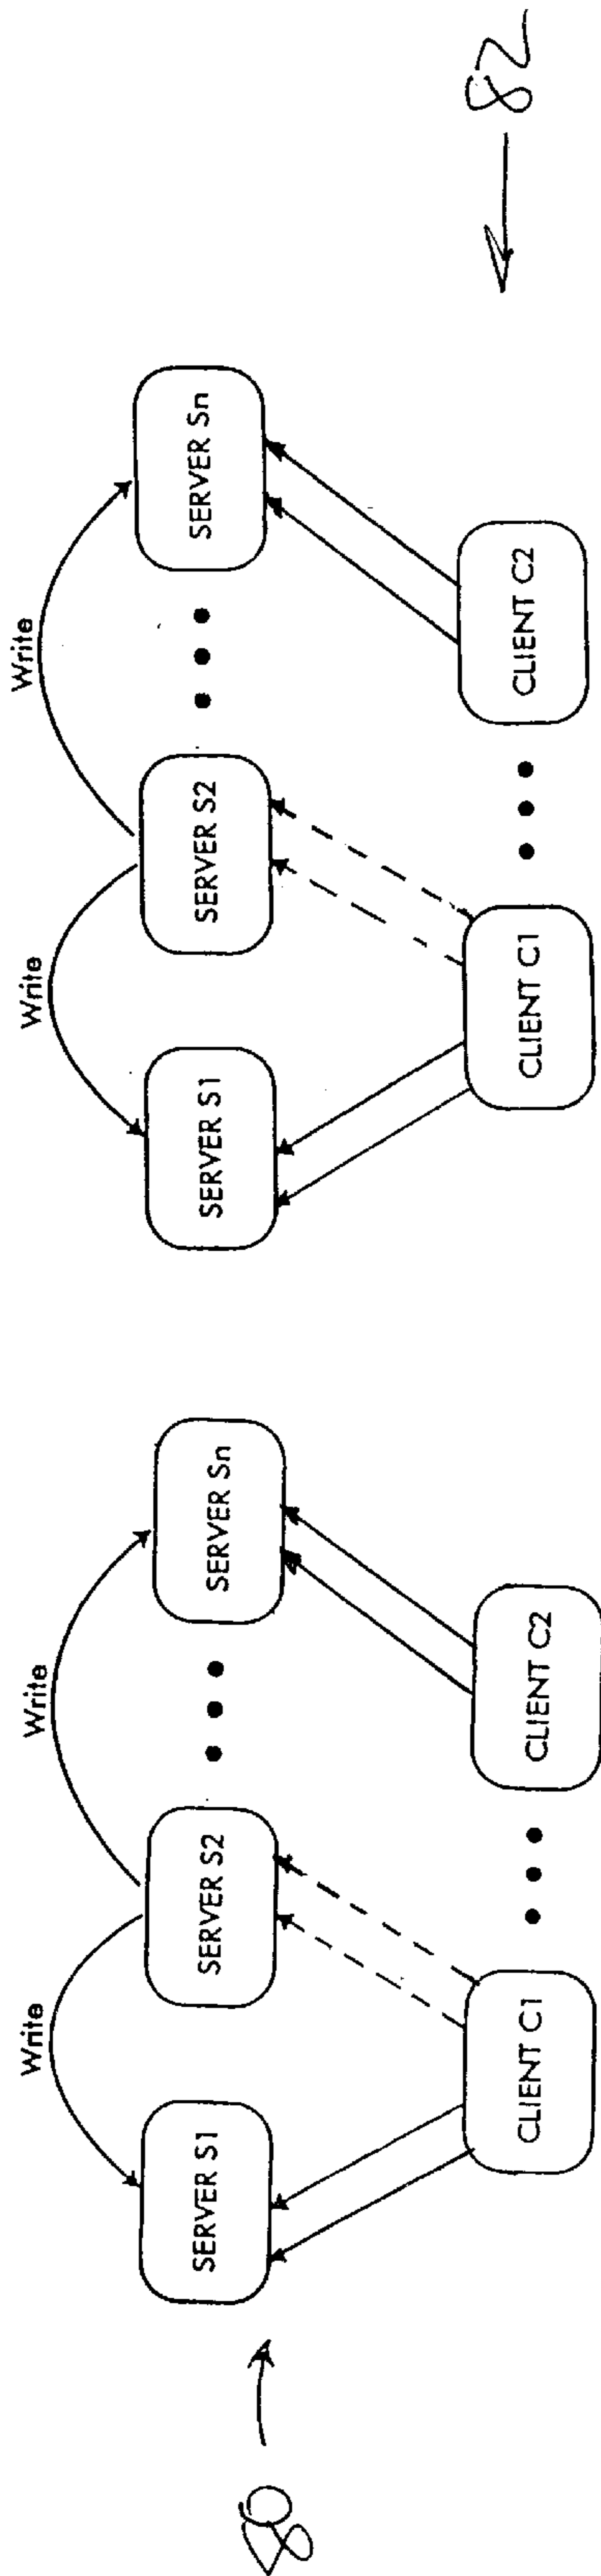 Write
Write
SERVER S1
SERVER S2
SERVER Sn
CLIENT C1
CLIENT C2
80
Write
Write
SERVER S1
SERVER S2
SERVER Sn
CLIENT C1
CLIENT C2
82